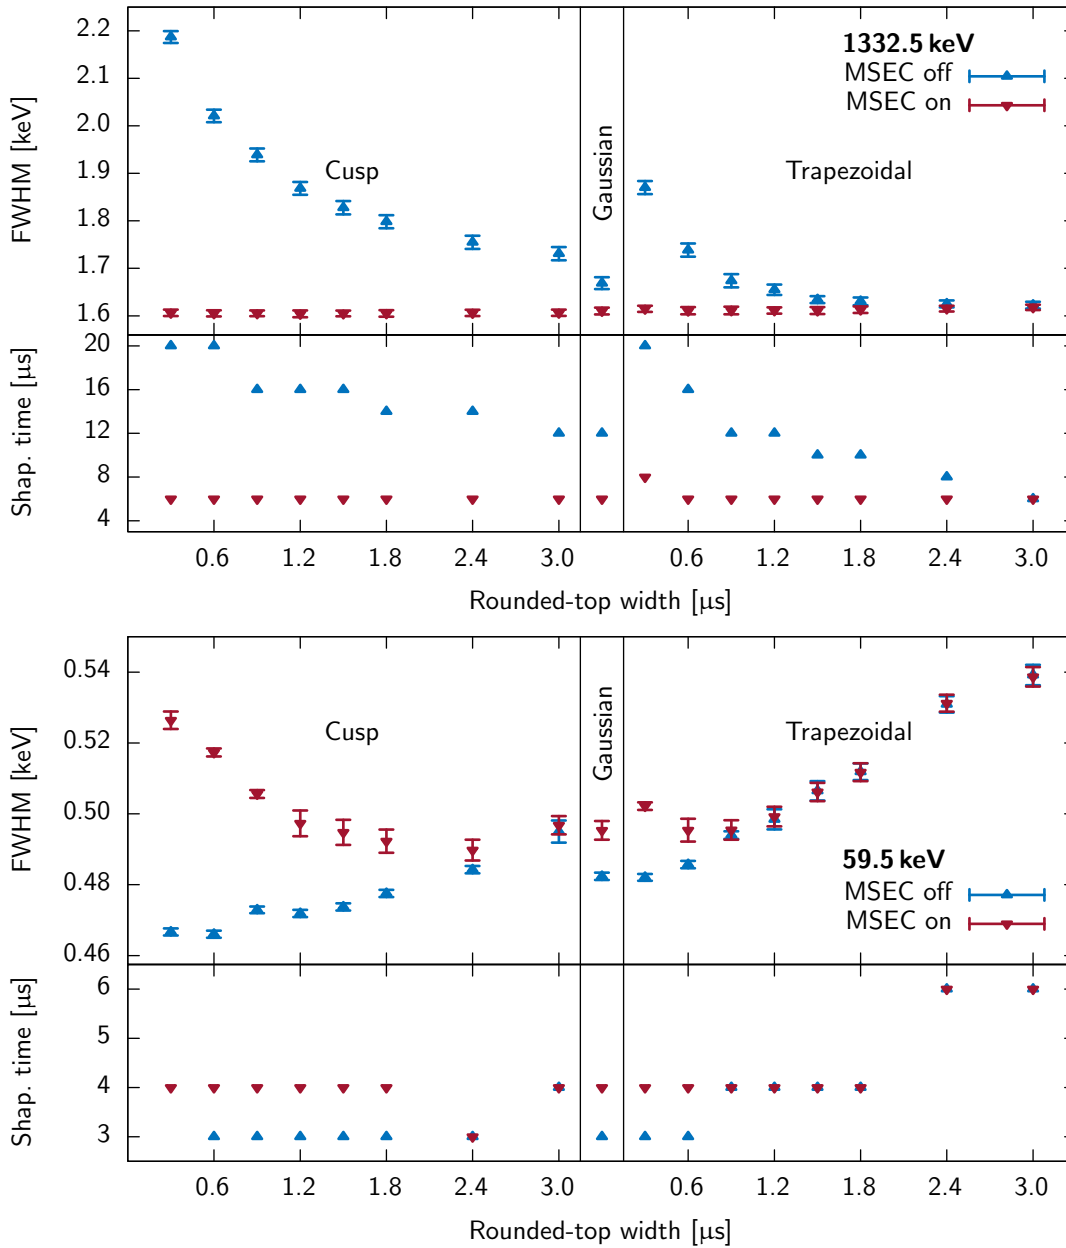 2.2
2.1
2.0
1.9
1.8
1.7
1.6
FWHM [keV]
Cusp
Gaussian
Trapezoidal
1332.5 keV
MSEC off
MSEC on
20
16
12
8
4
Shap. time [µs]
0.6 1.2 1.8 2.4 3.0 0.6 1.2 1.8 2.4 3.0
Rounded-top width [µs]
0.54
0.52
0.50
0.48
0.46
FWHM [keV]
Cusp
Gaussian
Trapezoidal
59.5 keV
MSEC off
MSEC on
6
5
4
3
Shap. time [µs]
0.6 1.2 1.8 2.4 3.0 0.6 1.2 1.8 2.4 3.0
Rounded-top width [µs]